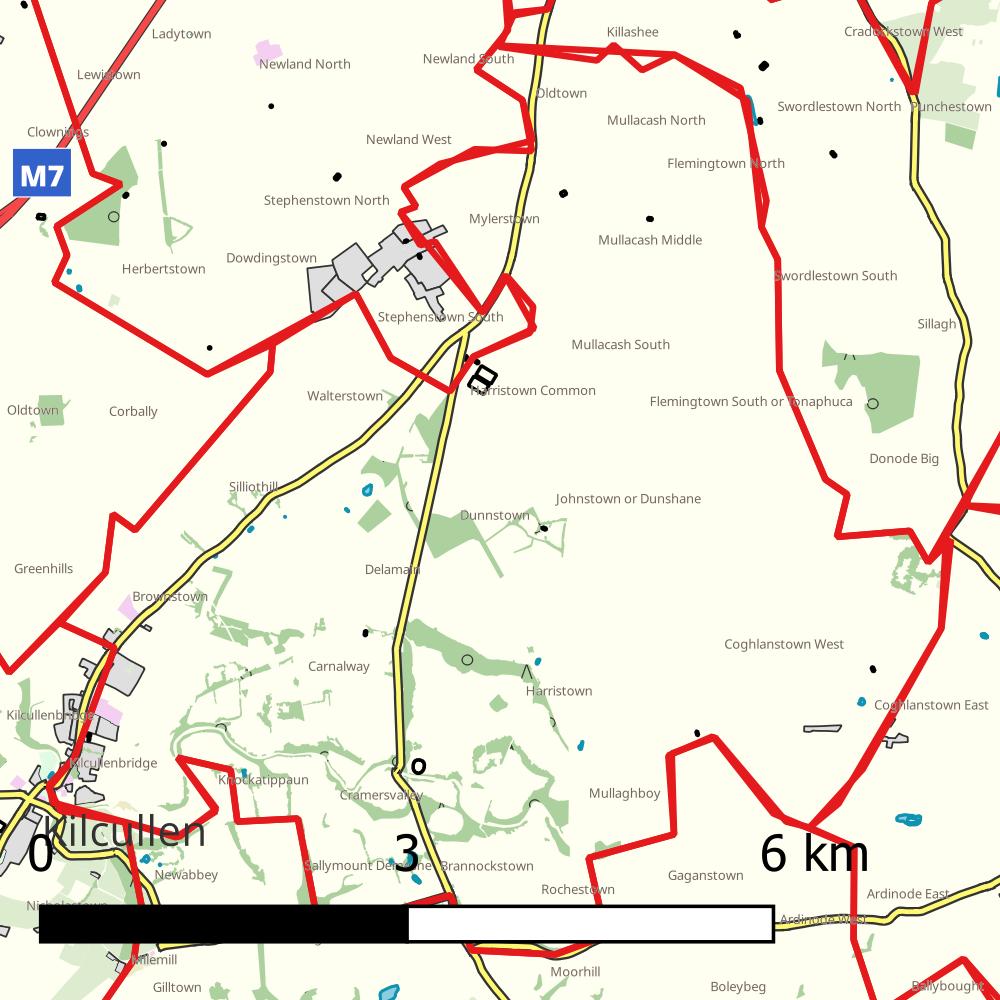 Ladytown
Killashee
Cradockstown West
Newland North
Newland South
Lewistown
Oldtown
Swordlestown North
Punchestown
Mullacash North
Clownings
Newland West
Flemingtown North
M7
Stephenstown North
Mylerstown
Mullacash Middle
Dowdingstown
Herbertstown
Swordlestown South
Stephenstown South
Sillagh
Mullacash South
Walterstown
Harristown Common
Flemingtown South or Tonaphuca
Oldtown
Corbally
Donode Big
Silliothill
Johnstown or Dunshane
Dunnstown
Greenhills
Delamain
Brownstown
Coghlanstown West
Carnalway
Harristown
Coghlanstown East
Kilcullenbridge
Kilcullenbridge
Knockatippaun
Cramersvalley
Mullaghboy
Kilcullen
0 3 6 km
Sallymount Demesne
Brannockstown
Newabbey
Gaganstown
Rochestown
Ardinode East
Nicholastown
Ardinode West
Milemill
Moorhill
Gilltown
Boleybeg
Ballybought